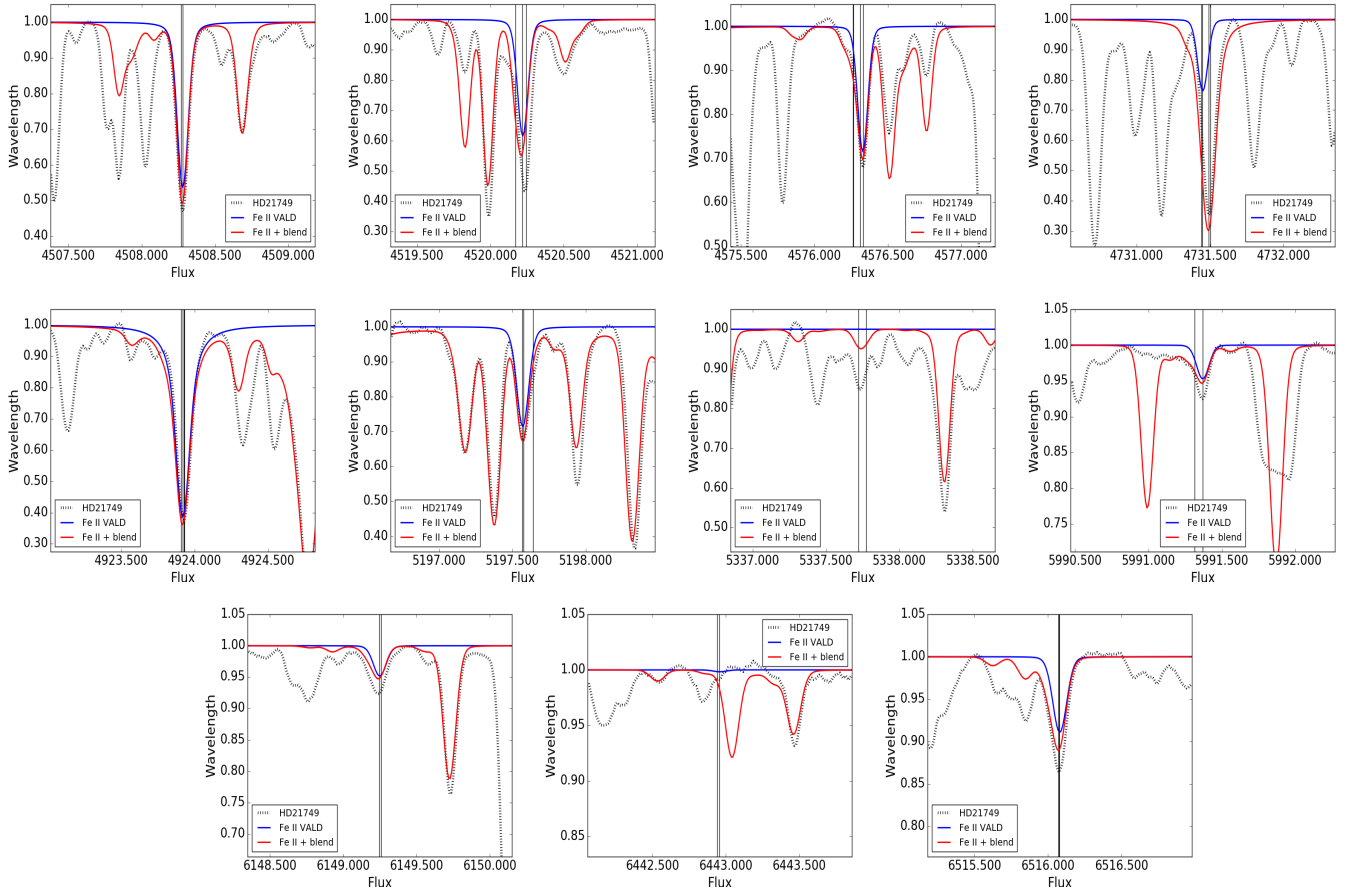 1.00
0.90
0.80
0.70
0.60
0.50
0.40
Wavelength
HD21749
Fe II VALD
Fe II + blend
4507.500 4508.000 4508.500 4509.000
Flux
1.00
0.90
0.80
0.70
0.60
0.50
0.40
0.30
Wavelength
HD21749
Fe II VALD
Fe II + blend
4519.500 4520.000 4520.500 4521.000
Flux
1.00
0.90
0.80
0.70
0.60
0.50
Wavelength
HD21749
Fe II VALD
Fe II + blend
4575.500 4576.000 4576.500 4577.000
Flux
1.00
0.90
0.80
0.70
0.60
0.50
0.40
0.30
Wavelength
HD21749
Fe II VALD
Fe II + blend
4731.000 4731.500 4732.000
Flux
1.00
0.90
0.80
0.70
0.60
0.50
0.40
0.30
Wavelength
HD21749
Fe II VALD
Fe II + blend
4923.500 4924.000 4924.500
Flux
1.00
0.90
0.80
0.70
0.60
0.50
0.40
Wavelength
HD21749
Fe II VALD
Fe II + blend
5197.000 5197.500 5198.000
Flux
1.00
0.90
0.80
0.70
0.60
0.50
Wavelength
HD21749
Fe II VALD
Fe II + blend
5337.000 5337.500 5338.000 5338.500
Flux
1.05
1.00
0.95
0.90
0.85
0.80
0.75
Wavelength
HD21749
Fe II VALD
Fe II + blend
5990.500 5991.000 5991.500 5992.000
Flux
1.05
1.00
0.95
0.90
0.85
0.80
0.75
0.70
Wavelength
HD21749
Fe II VALD
Fe II + blend
6148.500 6149.000 6149.500 6150.000
Flux
1.05
1.00
0.95
0.90
0.85
Wavelength
HD21749
Fe II VALD
Fe II + blend
6442.500 6443.000 6443.500
Flux
1.05
1.00
0.95
0.90
0.85
0.80
Wavelength
HD21749
Fe II VALD
Fe II + blend
6515.500 6516.000 6516.500
Flux